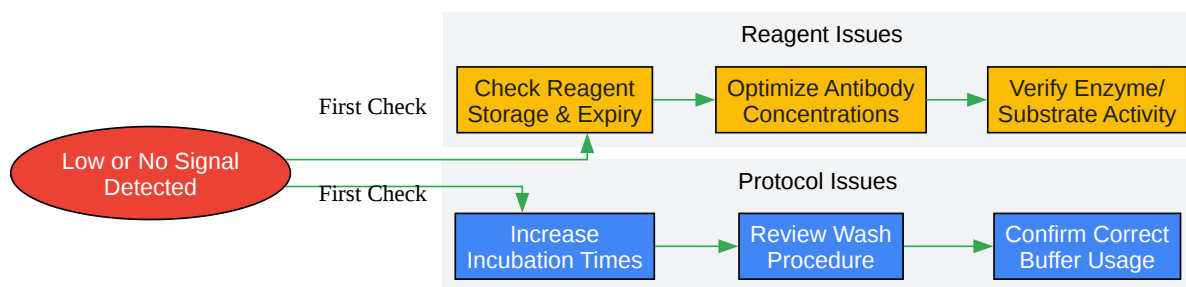 Reagent Issues
Check Reagent
Storage & Expiry
Optimize Antibody
Concentrations
Verify Enzyme/
Substrate Activity
First Check
Low or No Signal
Detected
First Check
Protocol Issues
Increase
Incubation Times
Review Wash
Procedure
Confirm Correct
Buffer Usage